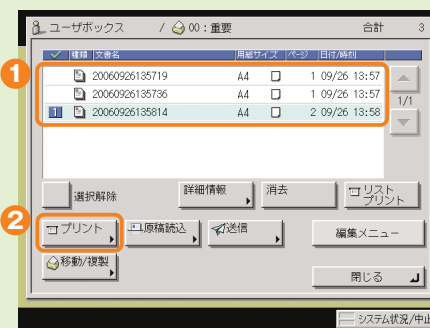 ユーザボックス / 00:重要 合計 3
種類 文書名 用紙サイズ ページ 日付/時刻
1
20060926135719 A4 1 09/26 13:57
20060926135736 A4 1 09/26 13:57
1 20060926135814 A4 2 09/26 13:58
1/1
選択解除 詳細情報 消去 リスト
プリント
2
プリント 原稿読込 送信 編集メニュー
移動/複製
閉じる
システム状況/中止